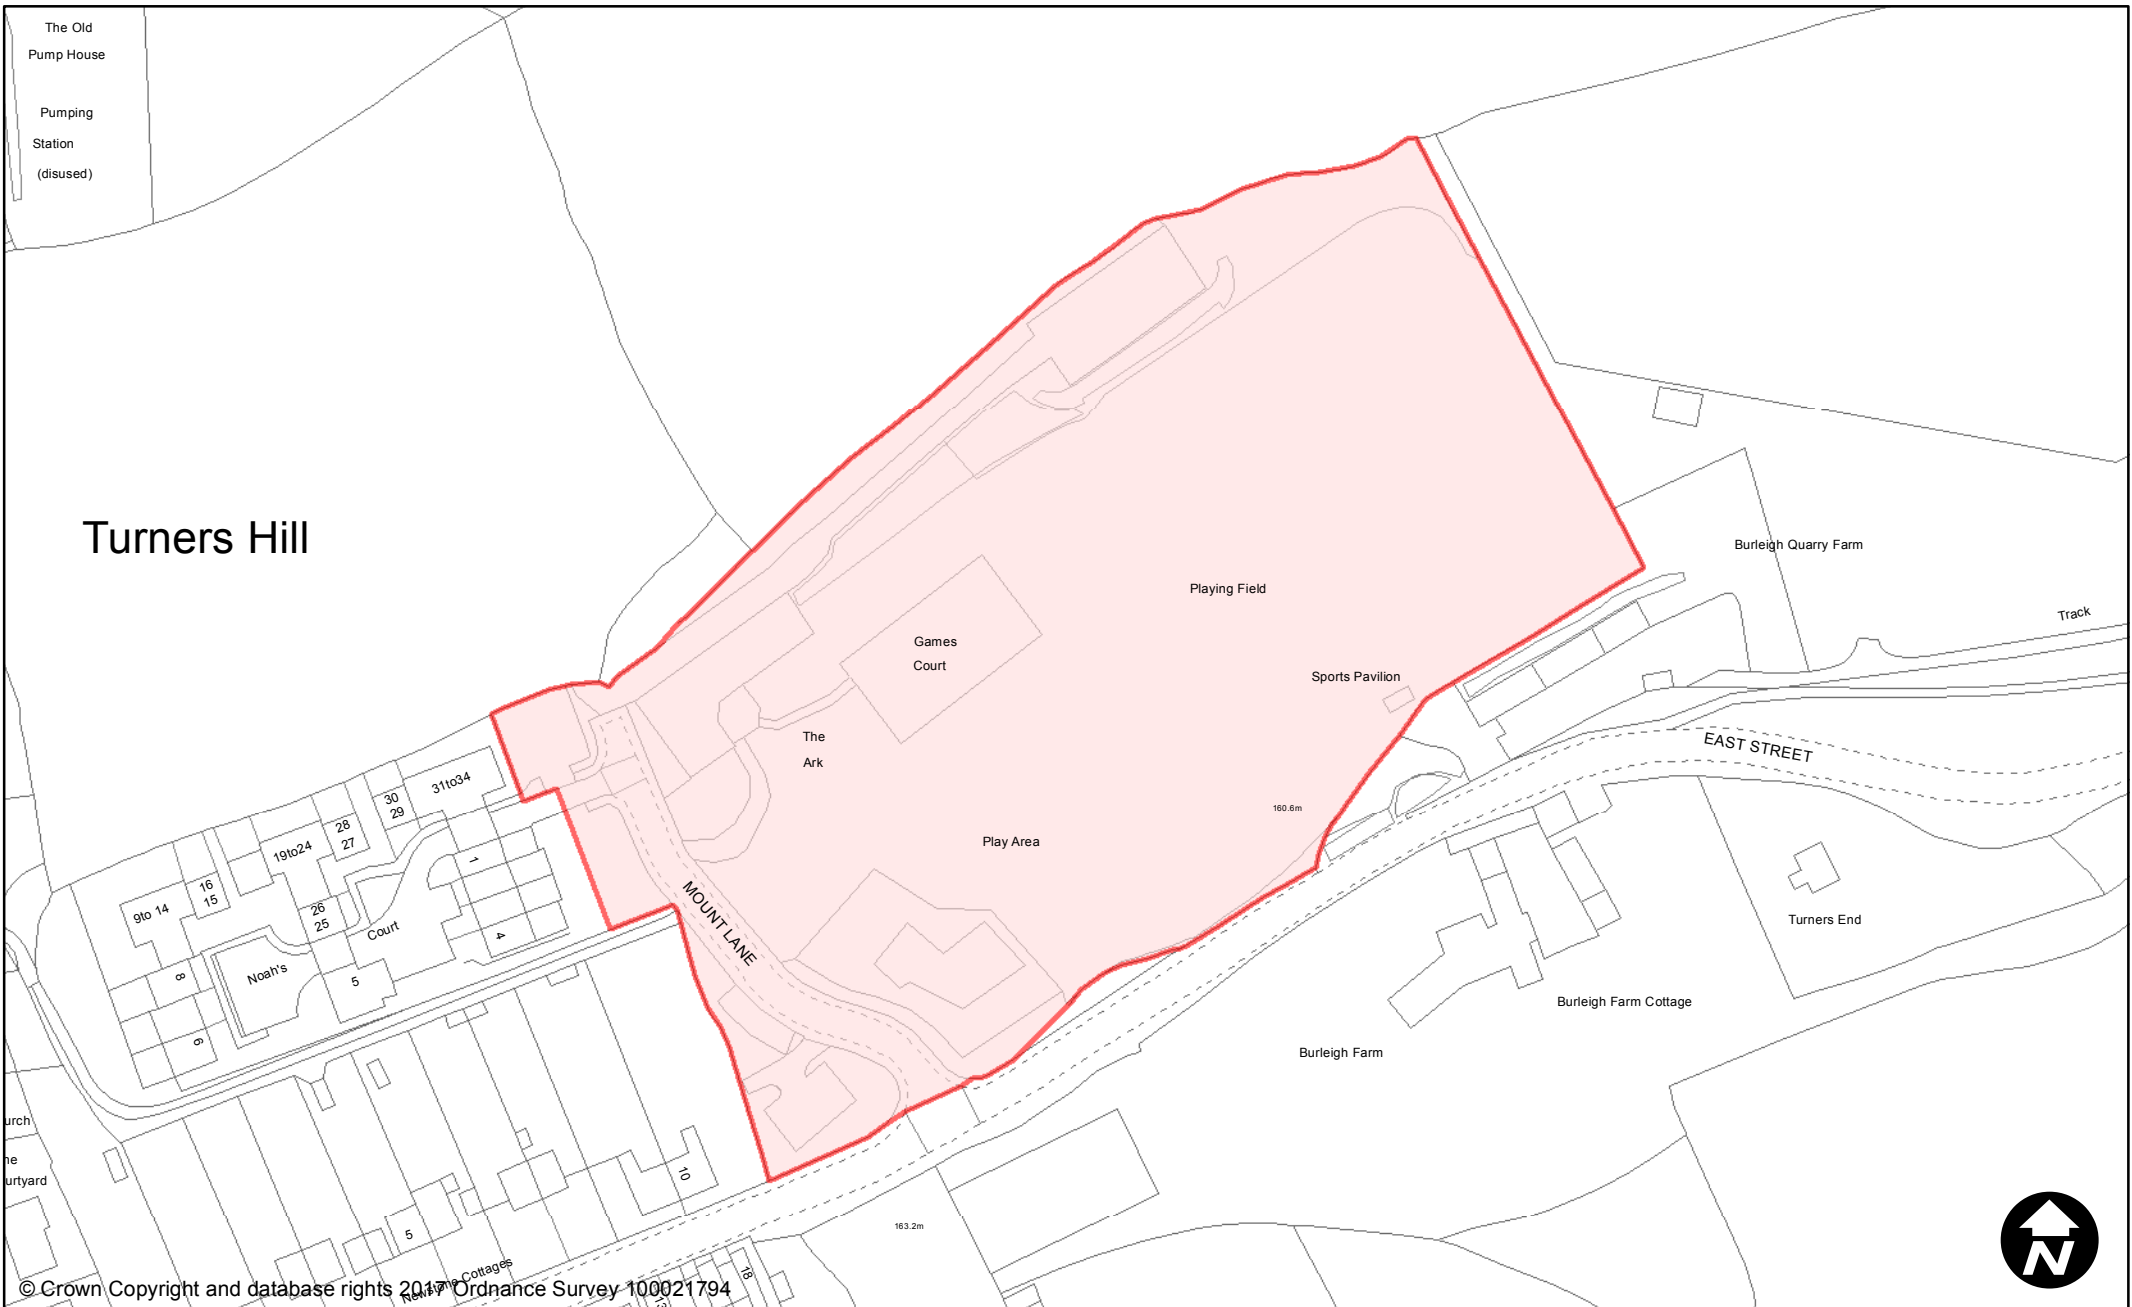 The Old
Pump House
Pumping
Station
(disused)
Turners Hill
Burleigh Quarry Farm
Playing Field
Track
Games
Court
Sports Pavilion
The
Ark
EAST STREET
31to34
30
29
28
27
19to24
160.6m
Play Area
1
16
15
9to 14
26
25
MOUNT LANE
Court
4
Turners End
Noah's
8
5
Burleigh Farm Cottage
6
Burleigh Farm
urch
ne
urtyard
10
5
163.2m
18
Newstone Cottages
© Crown Copyright and database rights 2017 Ordnance Survey 100021794
N